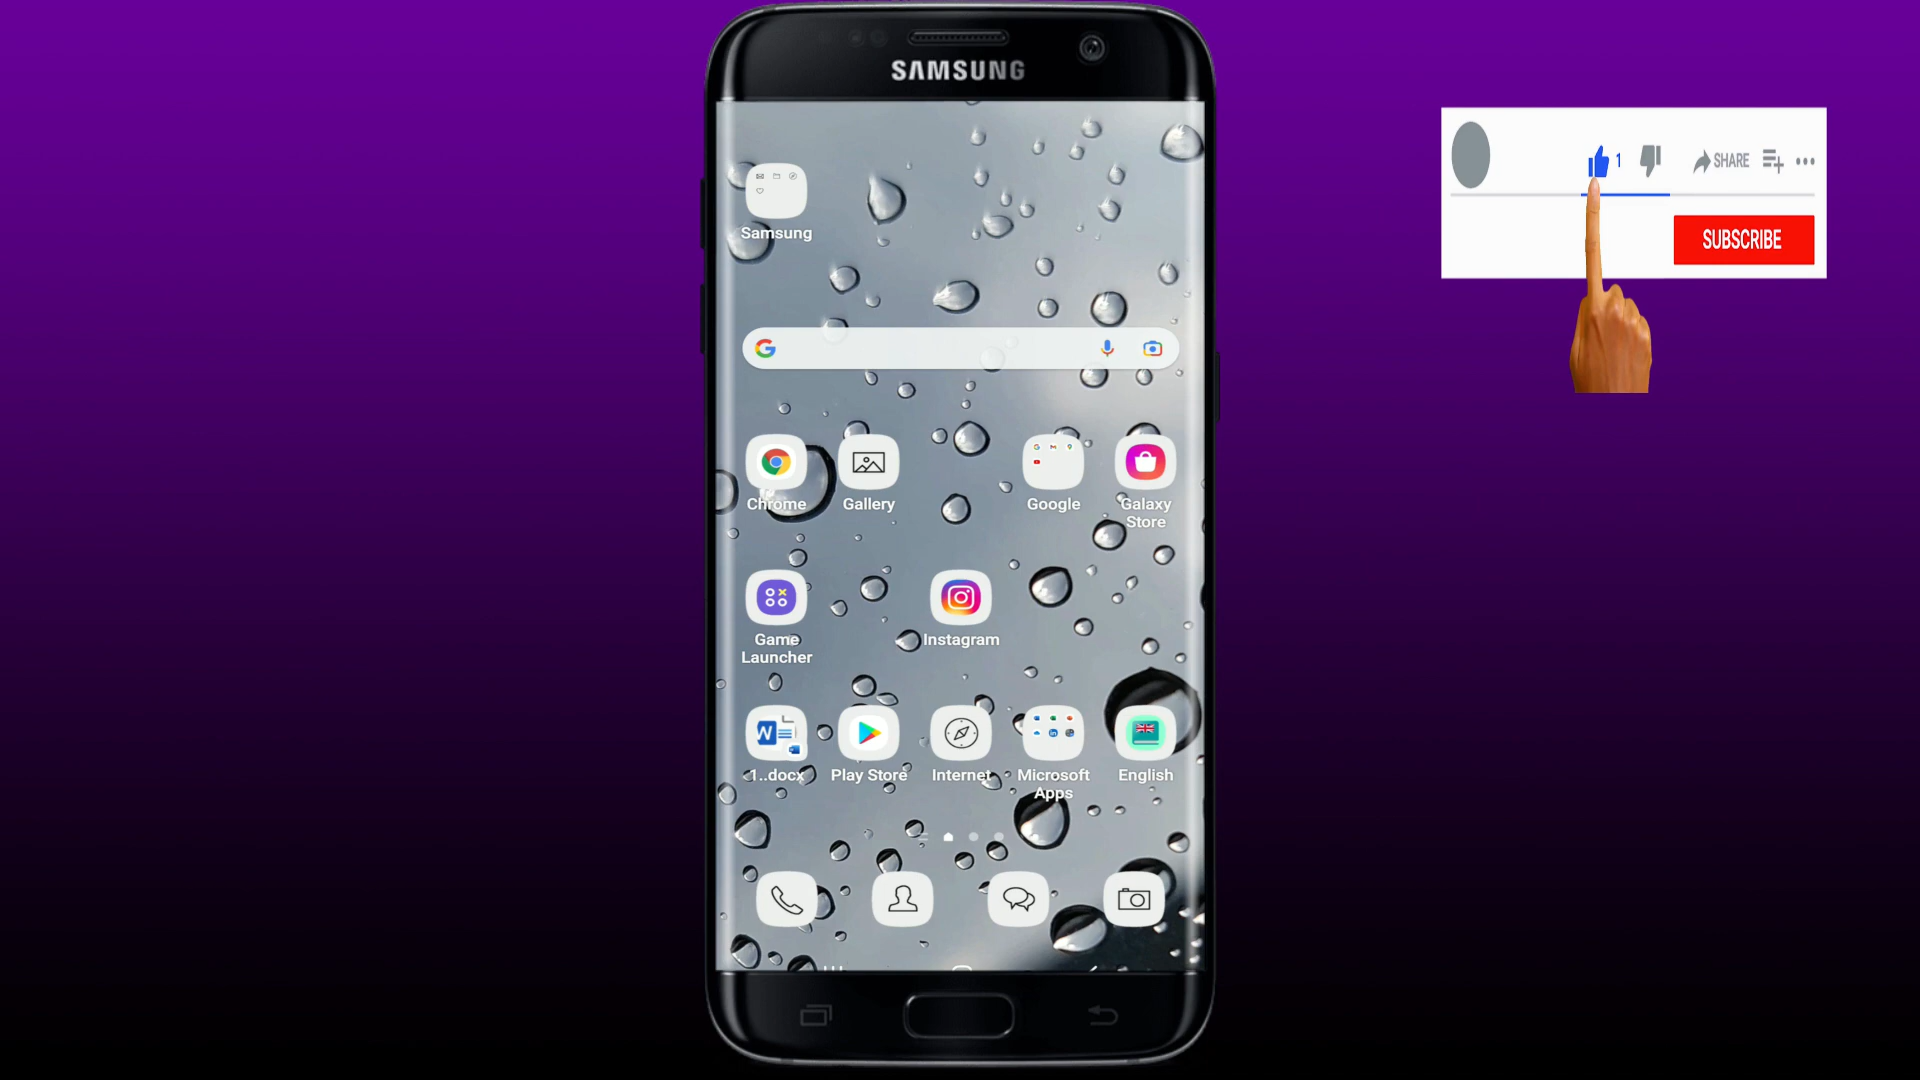 SAMSUNG
Samsung
1
SHARE
SUBSCRIBE
Chrome
Gallery
Google
Galaxy
Store
Game
Launcher
Instagram
1..docx
Play Store
Internet
Microsoft
Apps
English